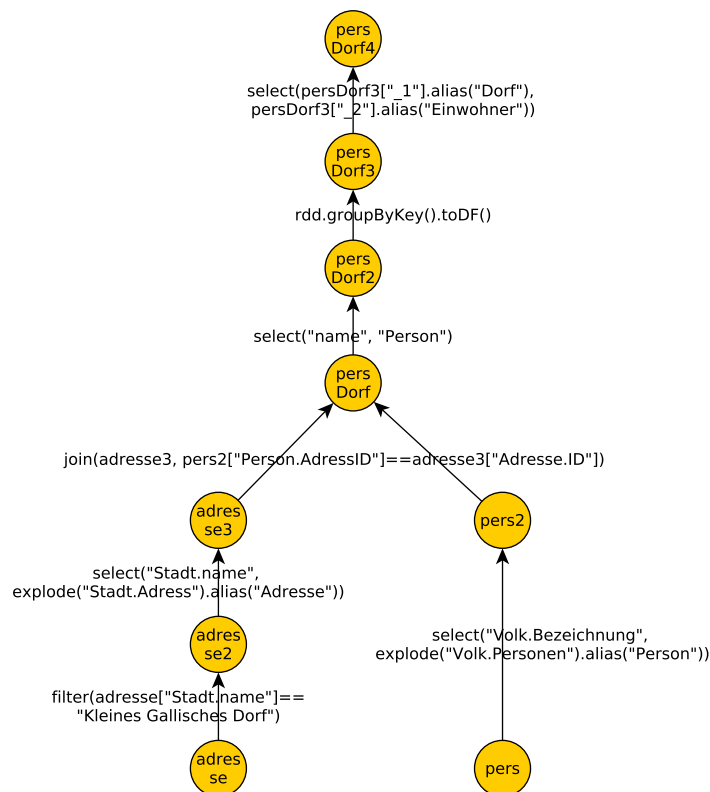 pers
Dorf4
select(persDorf3["_1"].alias("Dorf"),
persDorf3["_2"].alias("Einwohner"))
pers
Dorf3
rdd.groupByKey().toDF()
pers
Dorf2
select("name", "Person")
pers
Dorf
join(adresse3, pers2["Person.AdressID"]==adresse3["Adresse.ID"])
adres
se3
pers2
select("Stadt.name",
explode("Stadt.Adress").alias("Adresse"))
adres
se2
select("Volk.Bezeichnung",
explode("Volk.Personen").alias("Person"))
filter(adresse["Stadt.name"]==
"Kleines Gallisches Dorf")
adres
se
pers